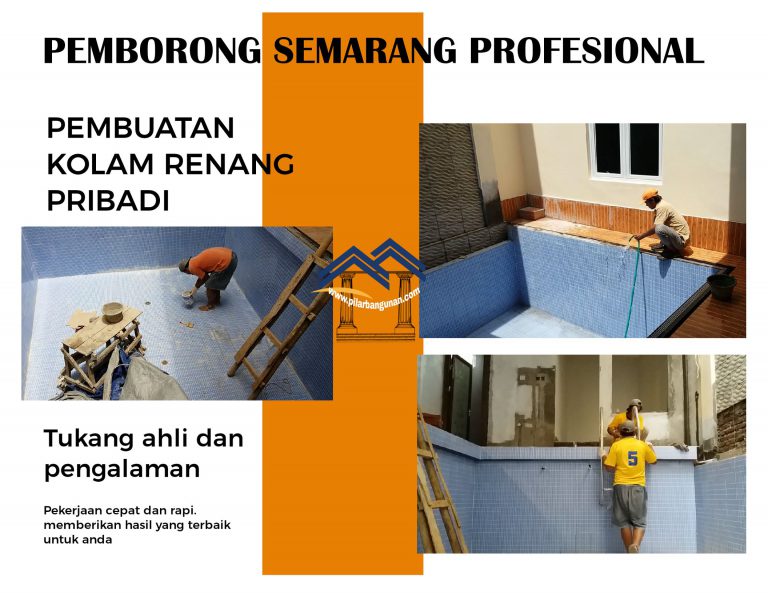 PEMBORONG SEMARANG PROFESIONAL
PEMBUATAN
KOLAM RENANG
PRIBADI
www.pilarbangunan.com
5
Tukang ahli dan
pengalaman
Pekerjaan cepat dan rapi.
memberikan hasil yang terbaik
untuk anda